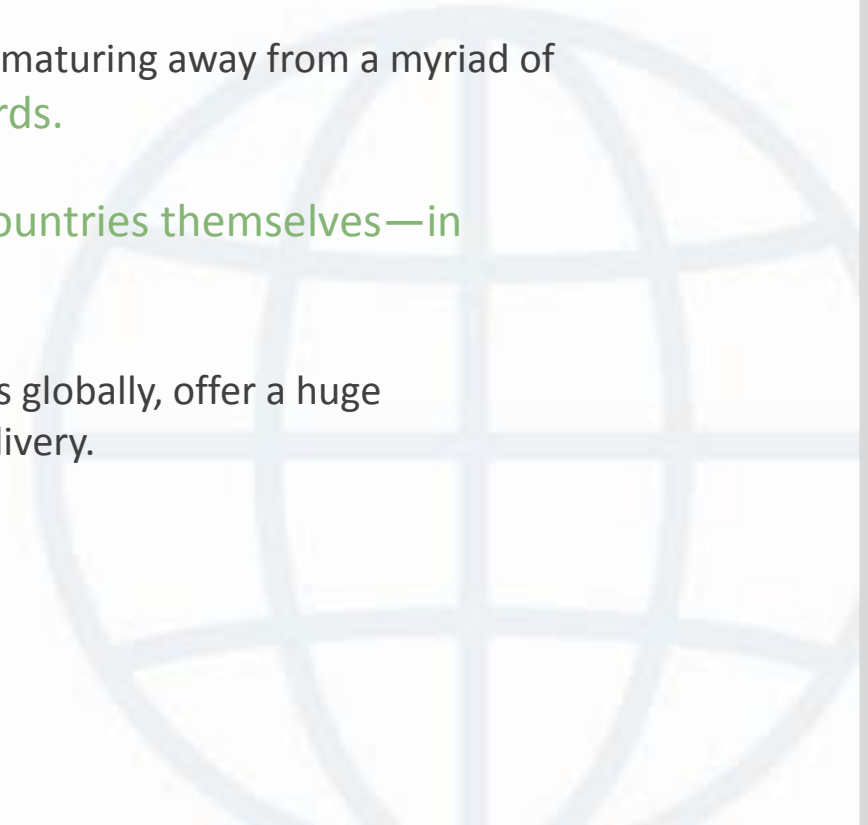 maturing away from a myriad of
rds.
ountries themselves—in
s globally, offer a huge
livery.